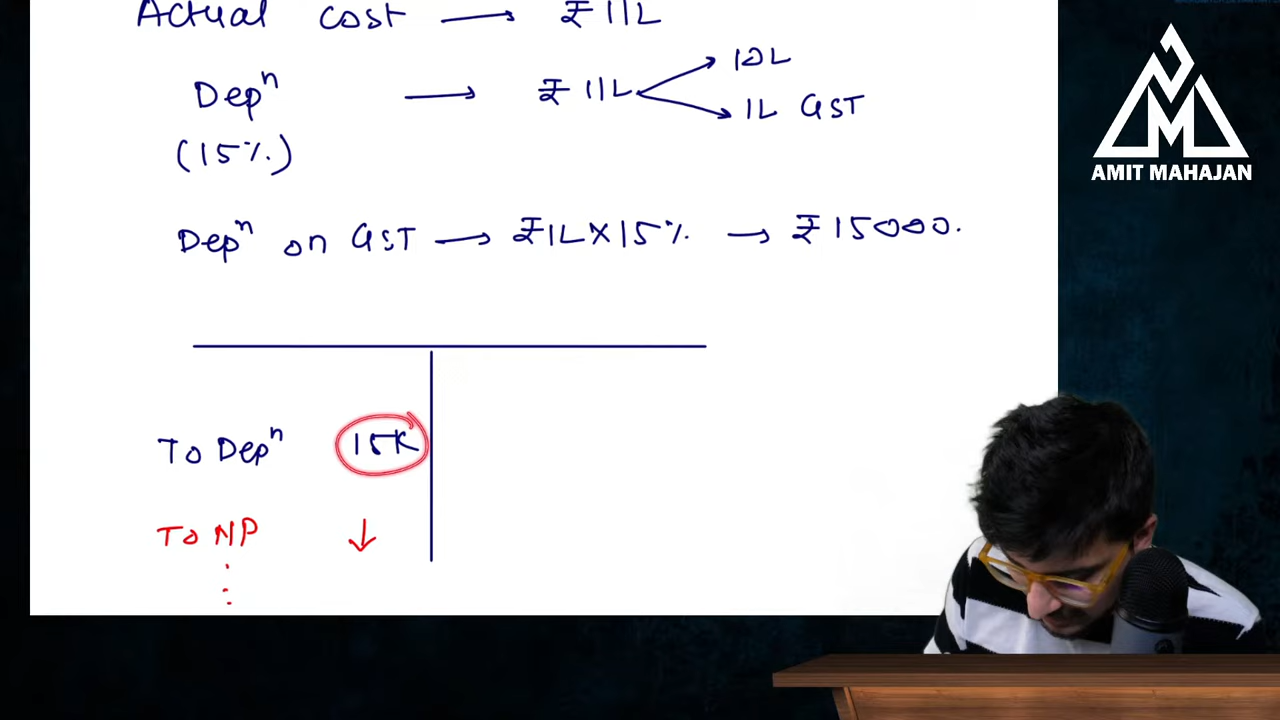 Actual cost → ₹11L
Depⁿ → ₹11L → 10L
→ 1L GST
(15%)
Depⁿ on GST → ₹1L×15% → ₹15000.
To Depⁿ 15K
To NP ↓
AMIT MAHAJAN